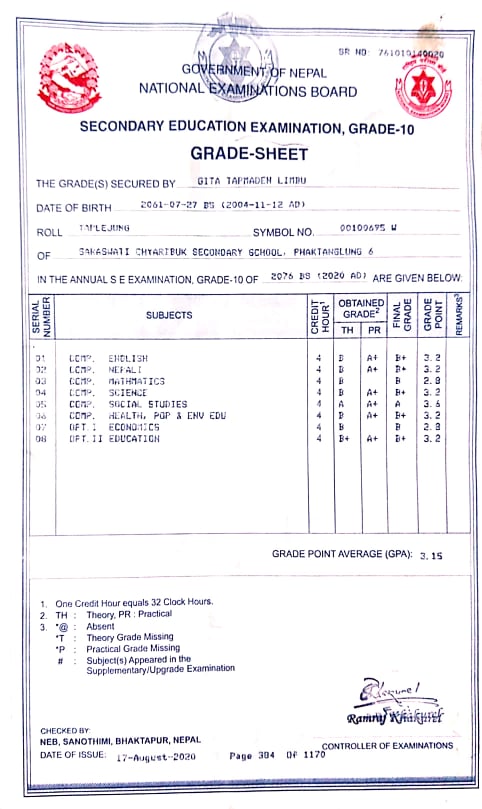 SR NO: 761010140020
GOVERNMENT OF NEPAL
NATIONAL EXAMINATIONS BOARD
SECONDARY EDUCATION EXAMINATION, GRADE-10
GRADE-SHEET
THE GRADE(S) SECURED BY GITA TAPMADEN LIMBU
DATE OF BIRTH 2061-07-27 BS (2004-11-12 AD)
ROLL TAPLEJUNG SYMBOL NO. 00100695 W
OF SARASWATI CHYARIBUK SECONDARY SCHOOL, PHAKTANGLUNG 6
IN THE ANNUAL S E EXAMINATION, GRADE-10 OF 2076 BS (2020 AD) ARE GIVEN BELOW:
SERIAL NUMBER SUBJECTS CREDIT HOUR¹ OBTAINED GRADE² TH PR FINAL GRADE GRADE POINT REMARKS³
01 COMP. ENGLISH 4 B A+ B+ 3.2
02 COMP. NEPALI 4 B A+ B+ 3.2
03 COMP. MATHMATICS 4 B B 2.8
04 COMP. SCIENCE 4 B A+ B+ 3.2
05 COMP. SOCIAL STUDIES 4 A A+ A 3.6
06 COMP. HEALTH, POP & ENV EDU 4 B A+ B+ 3.2
07 OPT.I ECONOMICS 4 B B 2.8
08 OPT.II EDUCATION 4 B+ A+ B+ 3.2
GRADE POINT AVERAGE (GPA): 3.15
1. One Credit Hour equals 32 Clock Hours.
2. TH : Theory, PR : Practical
3. *@ : Absent
*T : Theory Grade Missing
*P : Practical Grade Missing
# : Subject(s) Appeared in the
Supplementary/Upgrade Examination
Ramraj Khakurel
CHECKED BY:
NEB, SANOTHIMI, BHAKTAPUR, NEPAL
CONTROLLER OF EXAMINATIONS
DATE OF ISSUE: 17-August-2020 Page 304 Of 1170